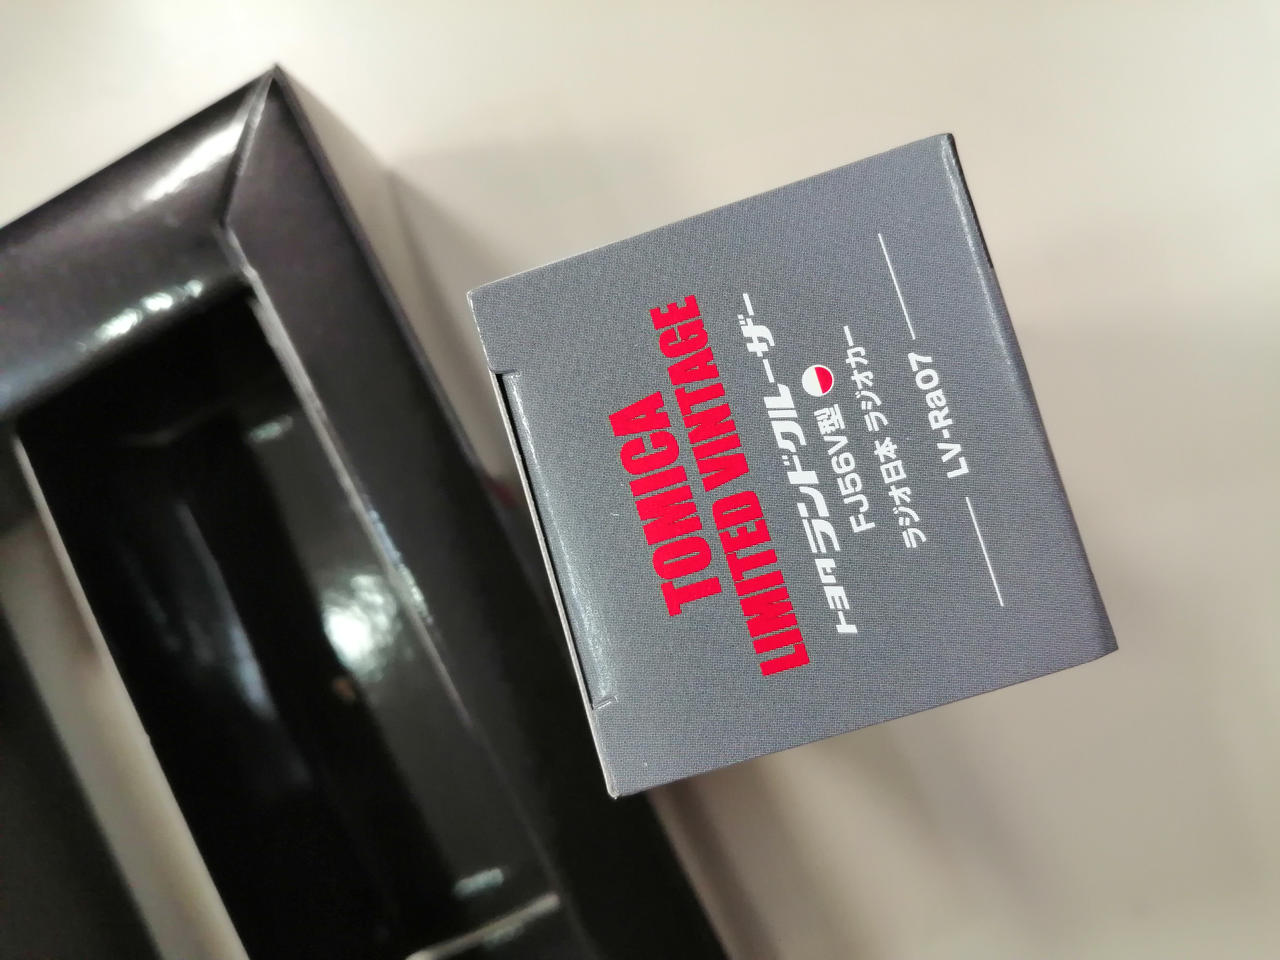 TOMICA
LIMITED VINTAGE
トヨタランドクルーザー
FJ56V型
ラジオ日本 ラジオカー
LV-Ra07